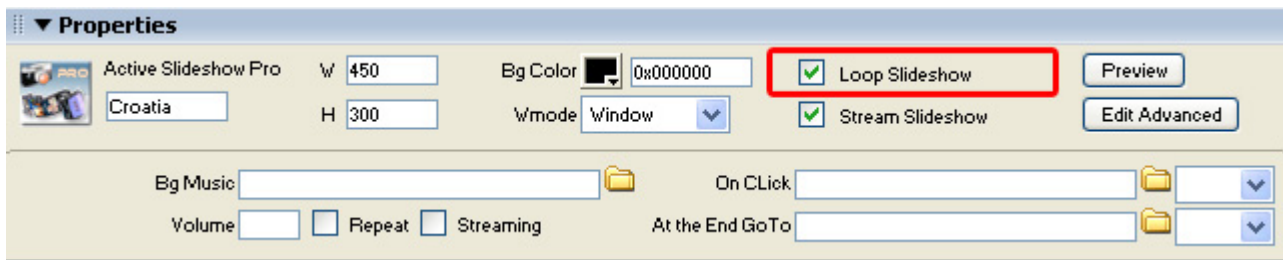 Properties
Active Slideshow Pro W 450 Bg Color 0x000000 Loop Slideshow Preview
Croatia H 300 Wmode Window Stream Slideshow Edit Advanced
Bg Music On CLick
Volume Repeat Streaming At the End GoTo